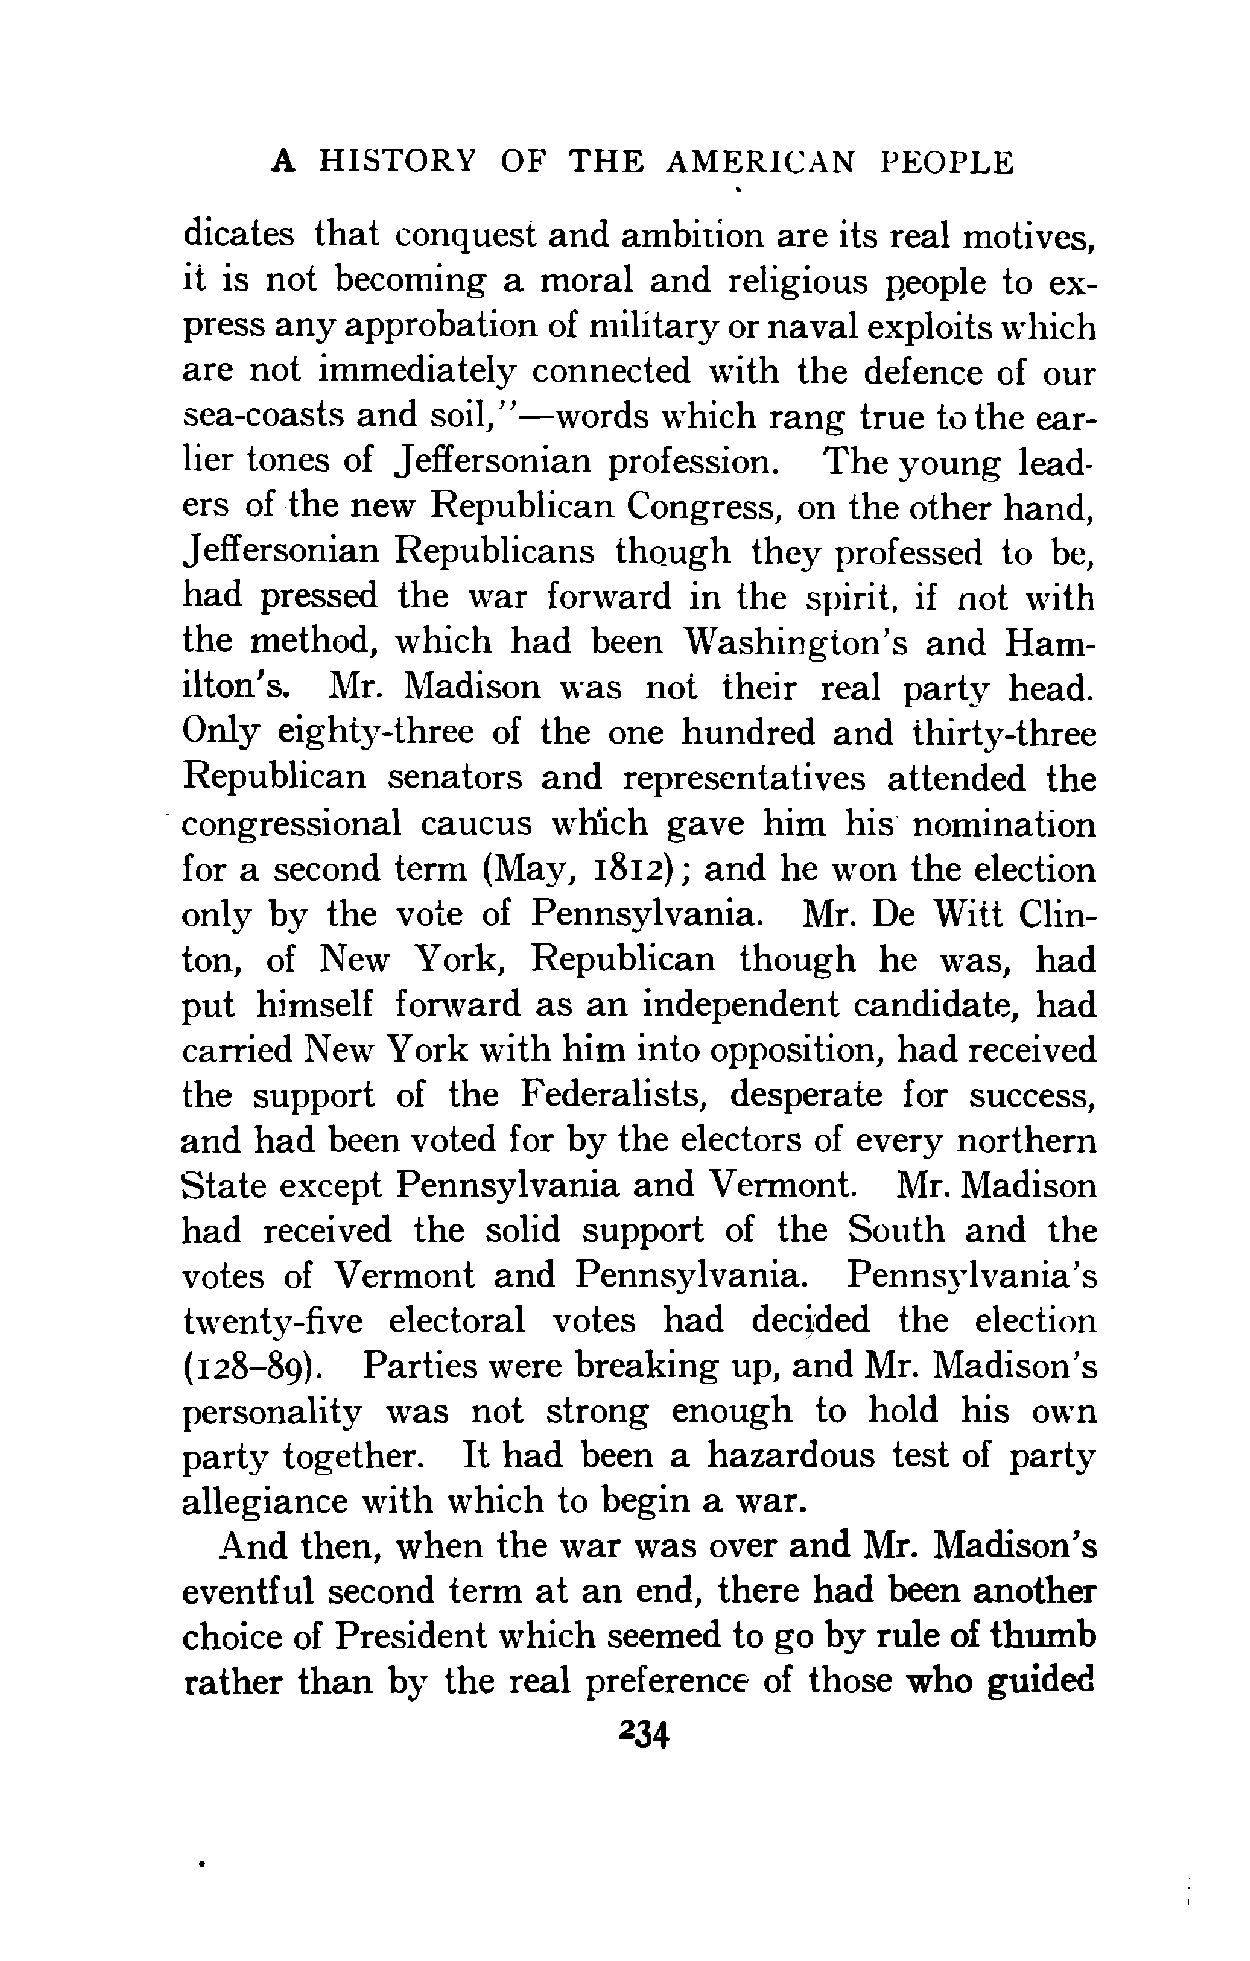 A HISTORY OF THE AMERICAN PEOPLE
dicates that conquest and ambition are its real motives,
it is not becoming a moral and religious people to ex-
press any approbation of military or naval exploits which
are not immediately connected with the defence of our
sea-coasts and soil,"—words which rang true to the ear-
lier tones of Jeffersonian profession. The young lead-
ers of the new Republican Congress, on the other hand,
Jeffersonian Republicans though they professed to be,
had pressed the war forward in the spirit, if not with
the method, which had been Washington's and Ham-
ilton's. Mr. Madison was not their real party head.
Only eighty-three of the one hundred and thirty-three
Republican senators and representatives attended the
congressional caucus which gave him his nomination
for a second term (May, 1812); and he won the election
only by the vote of Pennsylvania. Mr. De Witt Clin-
ton, of New York, Republican though he was, had
put himself forward as an independent candidate, had
carried New York with him into opposition, had received
the support of the Federalists, desperate for success,
and had been voted for by the electors of every northern
State except Pennsylvania and Vermont. Mr. Madison
had received the solid support of the South and the
votes of Vermont and Pennsylvania. Pennsylvania's
twenty-five electoral votes had decided the election
(128–89). Parties were breaking up, and Mr. Madison's
personality was not strong enough to hold his own
party together. It had been a hazardous test of party
allegiance with which to begin a war.
And then, when the war was over and Mr. Madison's
eventful second term at an end, there had been another
choice of President which seemed to go by rule of thumb
rather than by the real preference of those who guided
234